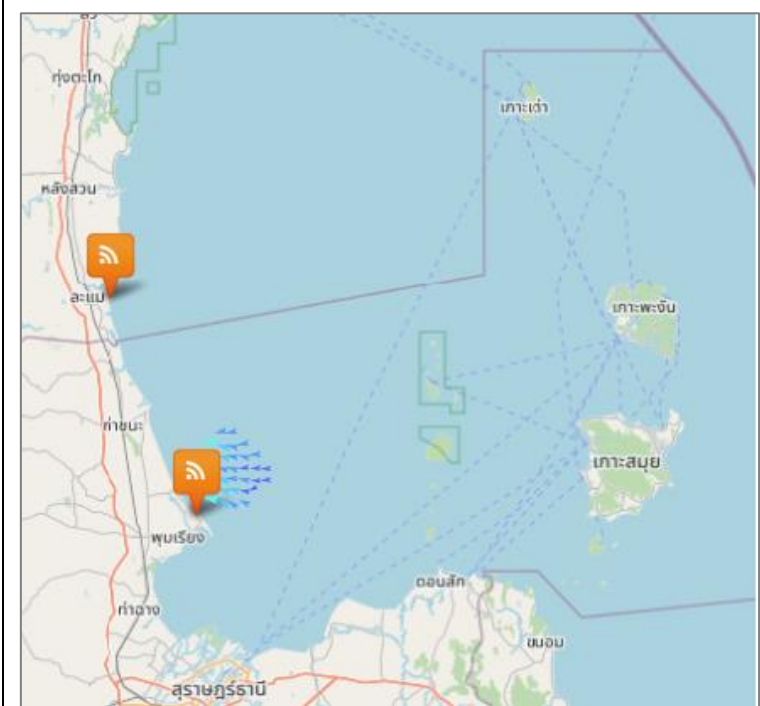 ทุ่งตะโก
เกาะเต่า
หลังสวน
ละแม
เกาะพะงัน
ท่าชนะ
เกาะสมุย
พุมเรียง
ดอนสัก
ท่าฉาง
ขนอม
สุราษฎร์ธานี